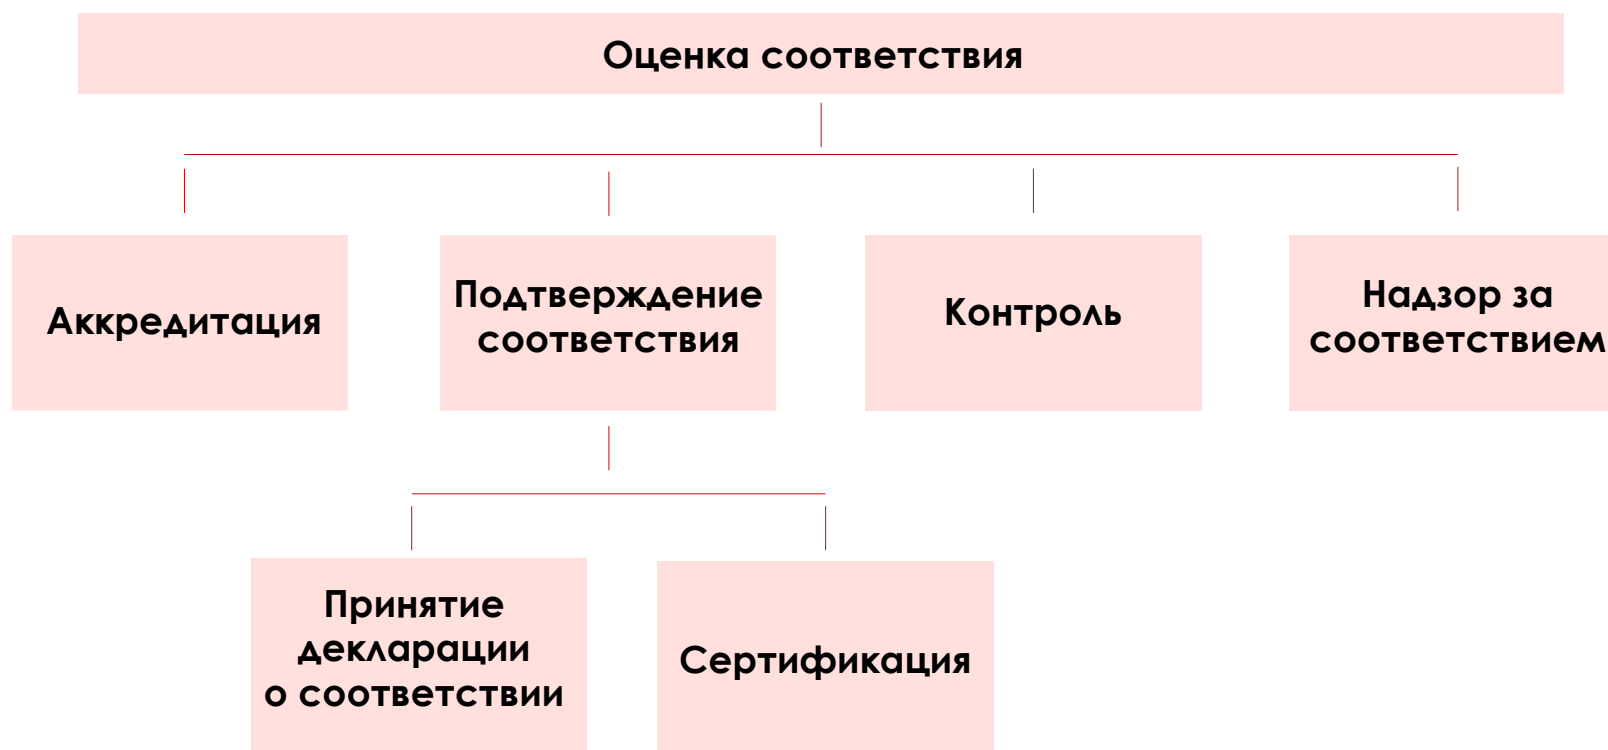 Оценка соответствия
Аккредитация
Подтверждение
соответствия
Контроль
Надзор за
соответствием
Принятие
декларации
о соответствии
Сертификация